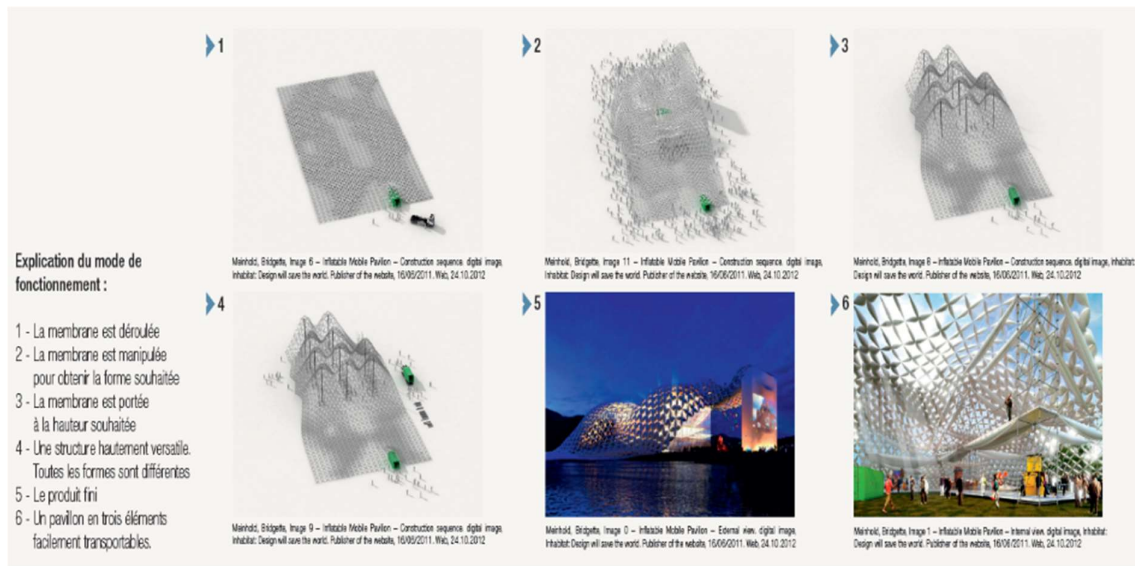 1
2
3
Meinhold, Bridgette, Image 6 – Inflatable Mobile Pavilion – Construction sequence, digital image,
Inhabitat: Design will save the world. Publisher of the website, 16/06/2011. Web, 24.10.2012
Meinhold, Bridgette, Image 11 – Inflatable Mobile Pavilion – Construction sequence, digital image,
Inhabitat: Design will save the world. Publisher of the website, 16/06/2011. Web, 24.10.2012
Meinhold, Bridgette, Image 8 – Inflatable Mobile Pavilion – Construction sequence, digital image, Inhabitat:
Design will save the world. Publisher of the website, 16/06/2011. Web, 24.10.2012
Explication du mode de
fonctionnement :
1 - La membrane est déroulée
2 - La membrane est manipulée
pour obtenir la forme souhaitée
3 - La membrane est portée
à la hauteur souhaitée
4 - Une structure hautement versatile.
Toutes les formes sont différentes
5 - Le produit fini
6 - Un pavillon en trois éléments
facilement transportables.
4
5
6
Meinhold, Bridgette, Image 9 – Inflatable Mobile Pavilion – Construction sequence, digital image,
Inhabitat: Design will save the world. Publisher of the website, 16/06/2011. Web, 24.10.2012
Meinhold, Bridgette, Image 0 – Inflatable Mobile Pavilion – External view, digital image,
Inhabitat: Design will save the world. Publisher of the website, 16/06/2011. Web, 24.10.2012
Meinhold, Bridgette, Image 1 – Inflatable Mobile Pavilion – Internal view, digital image, Inhabitat:
Design will save the world. Publisher of the website, 16/06/2011. Web, 24.10.2012